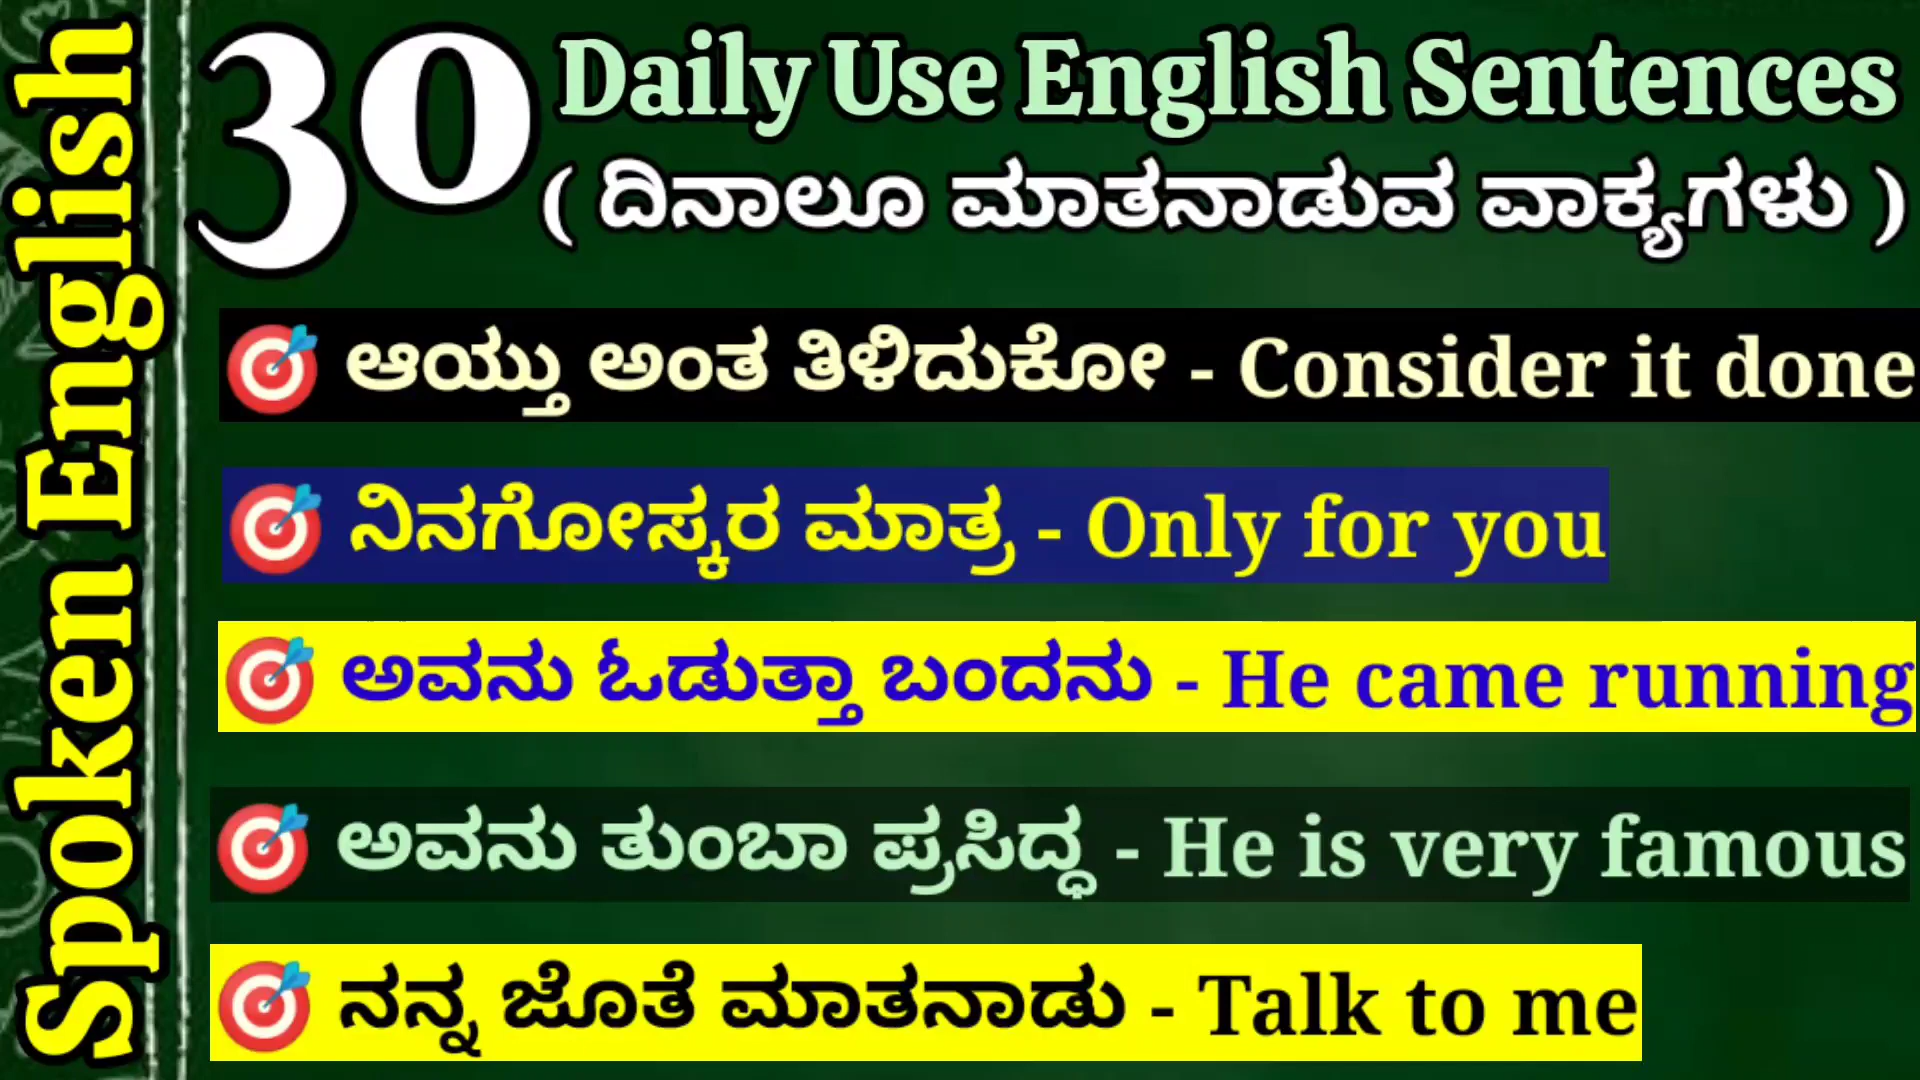 Spoken English
30 Daily Use English Sentences
( ದಿನಾಲೂ ಮಾತನಾಡುವ ವಾಕ್ಯಗಳು )
🎯 ಆಯ್ತು ಅಂತ ತಿಳಿದುಕೋ - Consider it done
🎯 ನಿನಗೋಸ್ಕರ ಮಾತ್ರ - Only for you
🎯 ಅವನು ಓಡುತ್ತಾ ಬಂದನು - He came running
🎯 ಅವನು ತುಂಬಾ ಪ್ರಸಿದ್ಧ - He is very famous
🎯 ನನ್ನ ಜೊತೆ ಮಾತನಾಡು - Talk to me